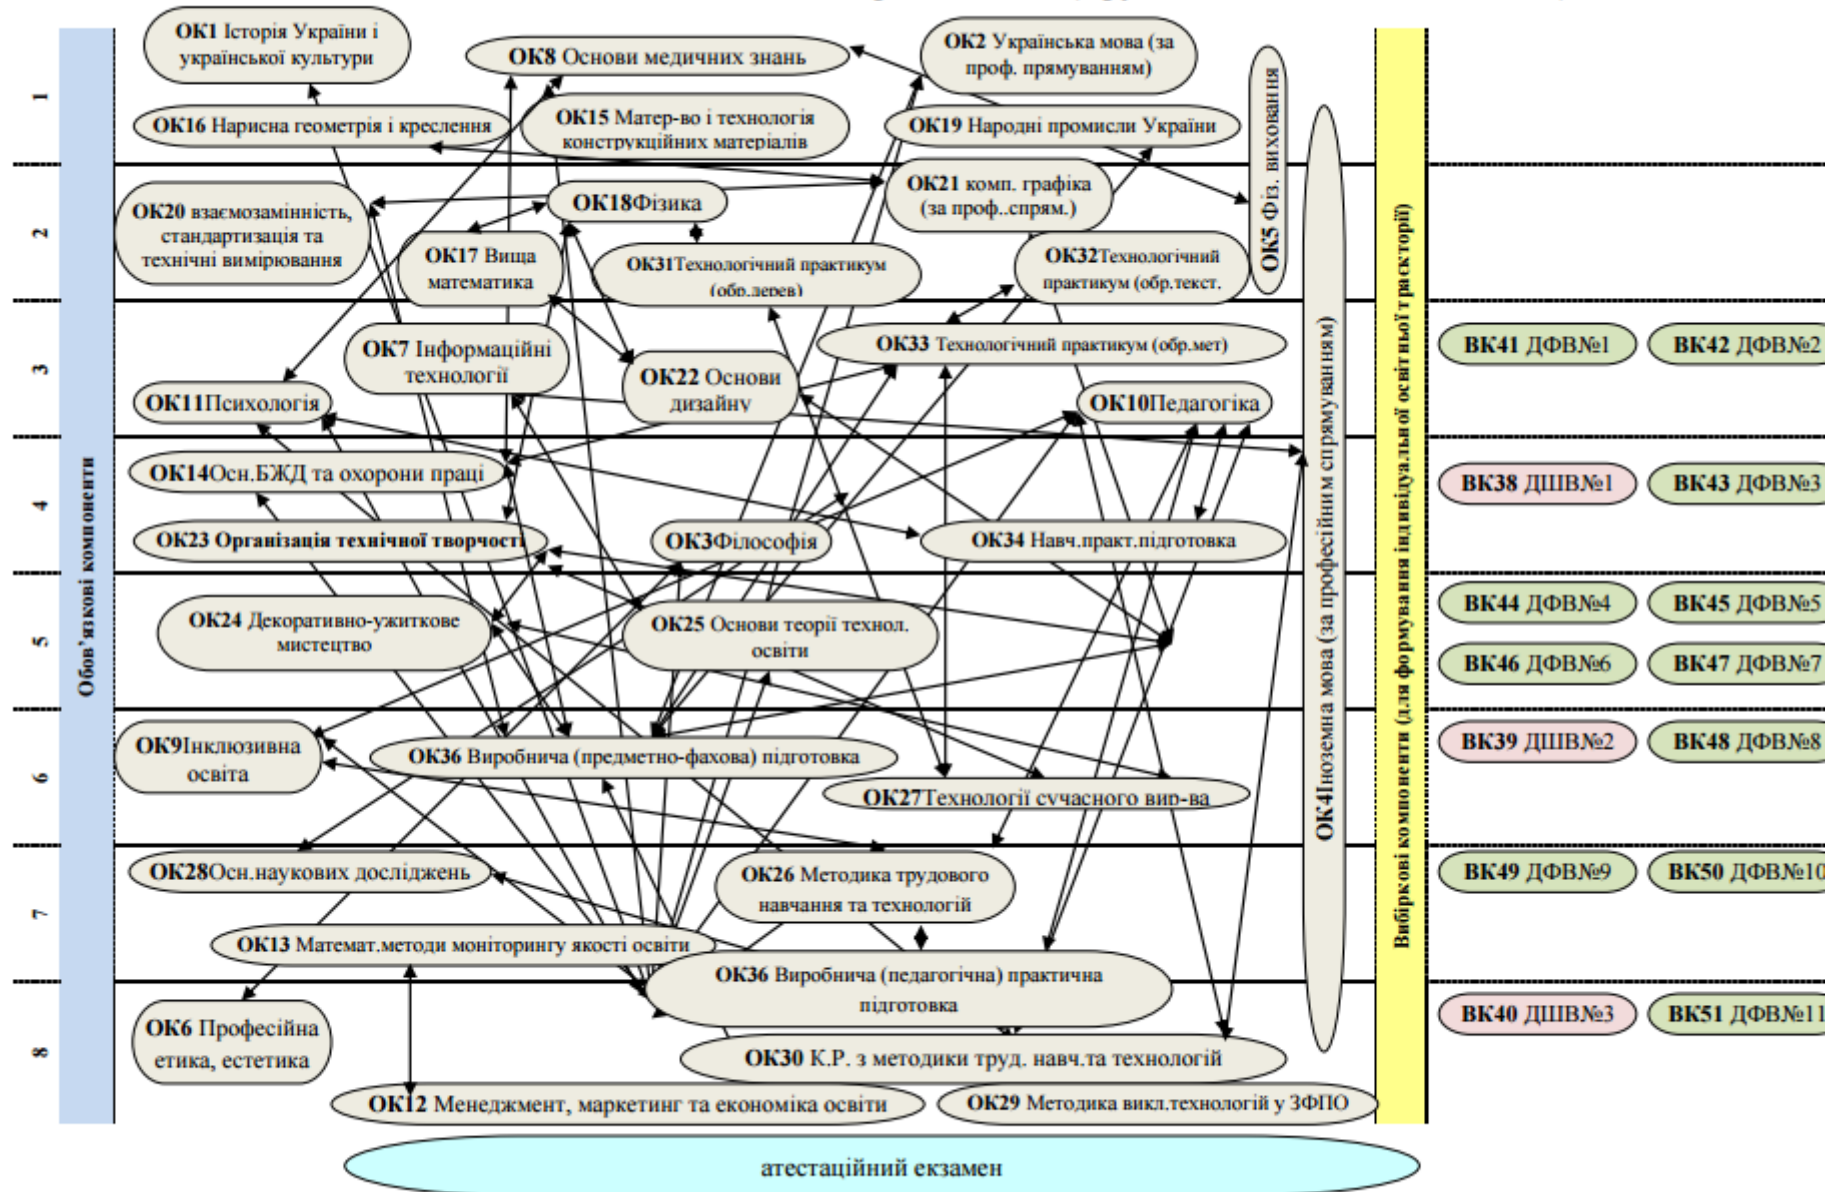 ОК1 Історія України і
української культури
ОК8 Основи медичних знань
ОК2 Українська мова (за
проф. прямуванням)
1
ОК16 Нарисна геометрія і креслення
ОК15 Матер-во і технологія
конструкційних матеріалів
ОК19 Народні промисли України
ОК5 Фіз. виховання
2
ОК20 взаємозамінність,
стандартизація та
технічні вимірювання
ОК18Фізика
ОК21 комп. графіка
(за проф..спрям.)
ОК17 Вища
математика
ОК31Технологічний практикум
(обр.дерев)
ОК32Технологічний
практикум (обр.текст.
3
ОК7 Інформаційні
технології
ОК22 Основи
дизайну
ОК33 Технологічний практикум (обр.мет)
ОК11Психологія
ОК10Педагогіка
ВК41 ДФВ№1
ВК42 ДФВ№2
Обов’язкові компоненти
ОК4Іноземна мова (за професійним спрямуванням)
Вибіркові компоненти (для формування індивідуальної освітньої траєкторії)
4
ОК14Осн.БЖД та охорони праці
ОК23 Організація технічної творчості
ОК3Філософія
ОК34 Навч.практ.підготовка
ВК38 ДШВ№1
ВК43 ДФВ№3
5
ОК24 Декоративно-ужиткове
мистецтво
ОК25 Основи теорії технол.
освіти
ВК44 ДФВ№4
ВК45 ДФВ№5
ВК46 ДФВ№6
ВК47 ДФВ№7
6
ОК9Інклюзивна
освіта
ОК36 Виробнича (предметно-фахова) підготовка
ОК27Технології сучасного вир-ва
ВК39 ДШВ№2
ВК48 ДФВ№8
7
ОК28Осн.наукових досліджень
ОК26 Методика трудового
навчання та технологій
ОК13 Математ.методи моніторингу якості освіти
ВК49 ДФВ№9
ВК50 ДФВ№10
ОК36 Виробнича (педагогічна) практична
підготовка
8
ОК6 Професійна
етика, естетика
ОК30 К.Р. з методики труд. навч.та технологій
ОК12 Менеджмент, маркетинг та економіка освіти
ОК29 Методика викл.технологій у ЗФПО
ВК40 ДШВ№3
ВК51 ДФВ№11
атестаційний екзамен